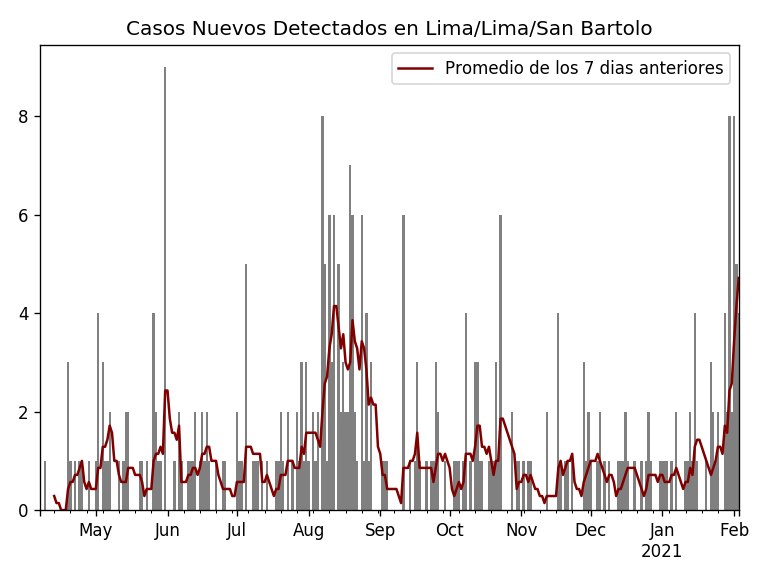 Casos Nuevos Detectados en Lima/Lima/San Bartolo
Promedio de los 7 dias anteriores
8
6
4
2
0
May Jun Jul Aug Sep Oct Nov Dec Jan Feb
2021